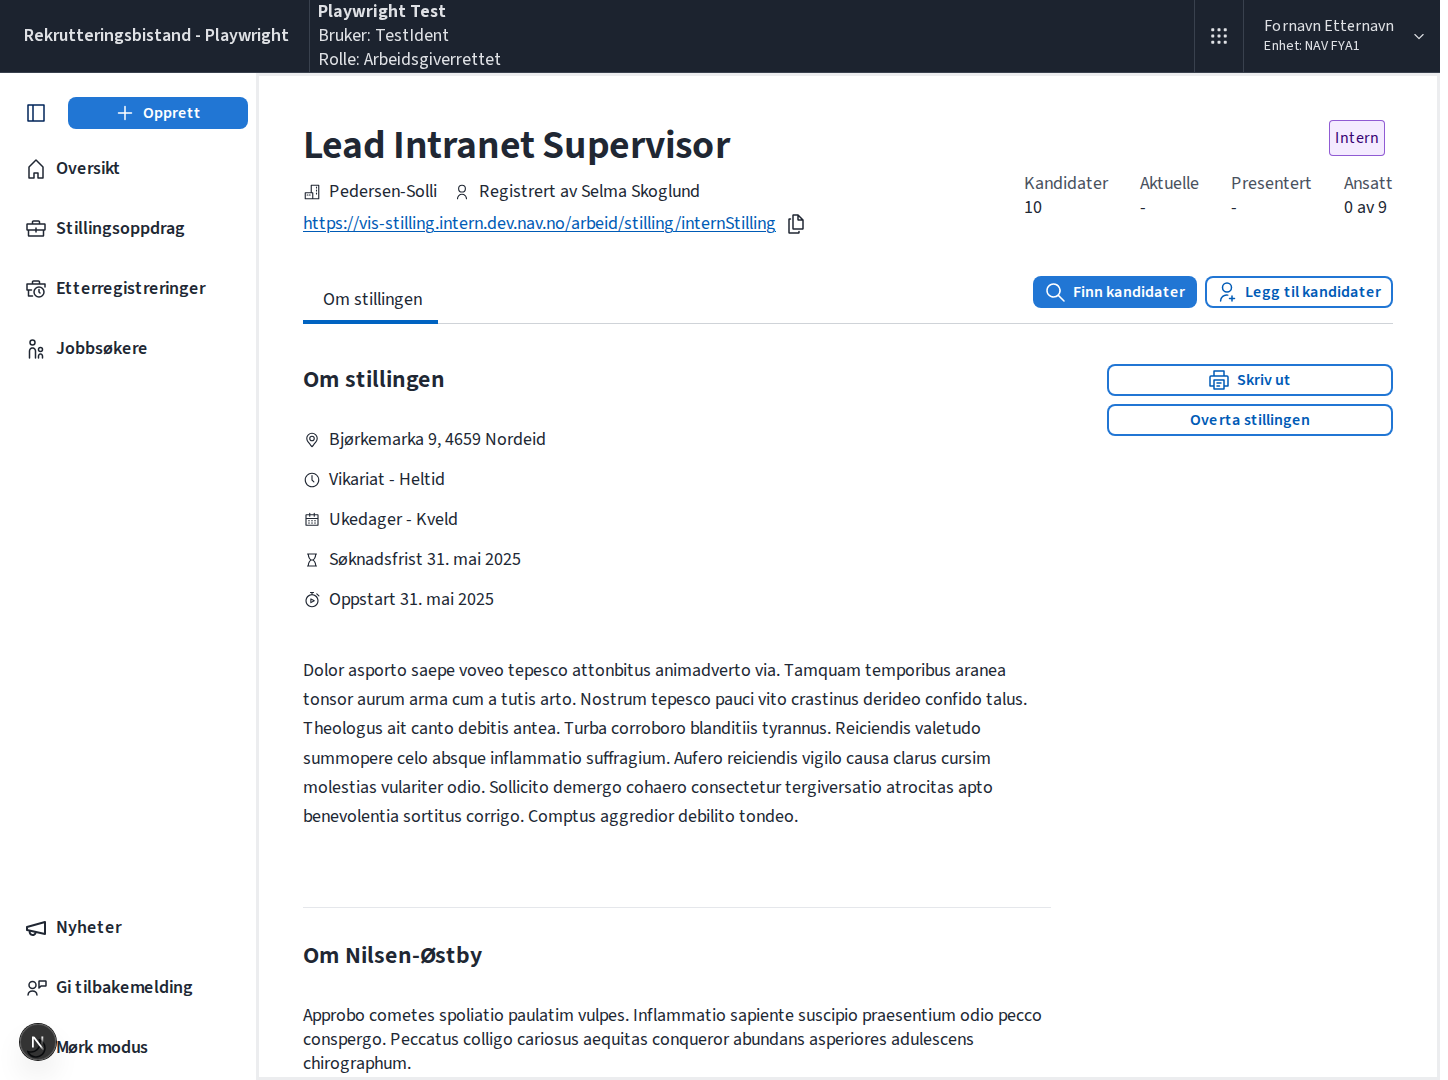 Rekrutteringsbistand - Playwright
Playwright Test
Bruker: TestIdent
Rolle: Arbeidsgiverrettet
Fornavn Etternavn
Enhet: NAV FYA1
Opprett
Oversikt
Stillingsoppdrag
Etterregistreringer
Jobbsøkere
Nyheter
Gi tilbakemelding
N
Mørk modus
Lead Intranet Supervisor
Intern
Pedersen-Solli
Registrert av Selma Skoglund
https://vis-stilling.intern.dev.nav.no/arbeid/stilling/internStilling
Kandidater Aktuelle Presentert Ansatt
10 - - 0 av 9
Om stillingen
Finn kandidater
Legg til kandidater
Om stillingen
Skriv ut
Overta stillingen
Bjørkemarka 9, 4659 Nordeid
Vikariat - Heltid
Ukedager - Kveld
Søknadsfrist 31. mai 2025
Oppstart 31. mai 2025
Dolor asporto saepe voveo tepesco attonbitus animadverto via. Tamquam temporibus aranea
tonsor aurum arma cum a tutis arto. Nostrum tepesco pauci vito crastinus derideo confido talus.
Theologus ait canto debitis antea. Turba corroboro blanditiis tyrannus. Reiciendis valetudo
summopere celo absque inflammatio suffragium. Aufero reiciendis vigilo causa clarus cursim
molestias vulariter odio. Sollicito demergo cohaero consectetur tergiversatio atrocitas apto
benevolentia sortitus corrigo. Comptus aggredior debilito tondeo.
Om Nilsen-Østby
Approbo cometes spoliatio paulatim vulpes. Inflammatio sapiente suscipio praesentium odio pecco
conspergo. Peccatus colligo cariosus aequitas conqueror abundans asperiores adulescens
chirographum.